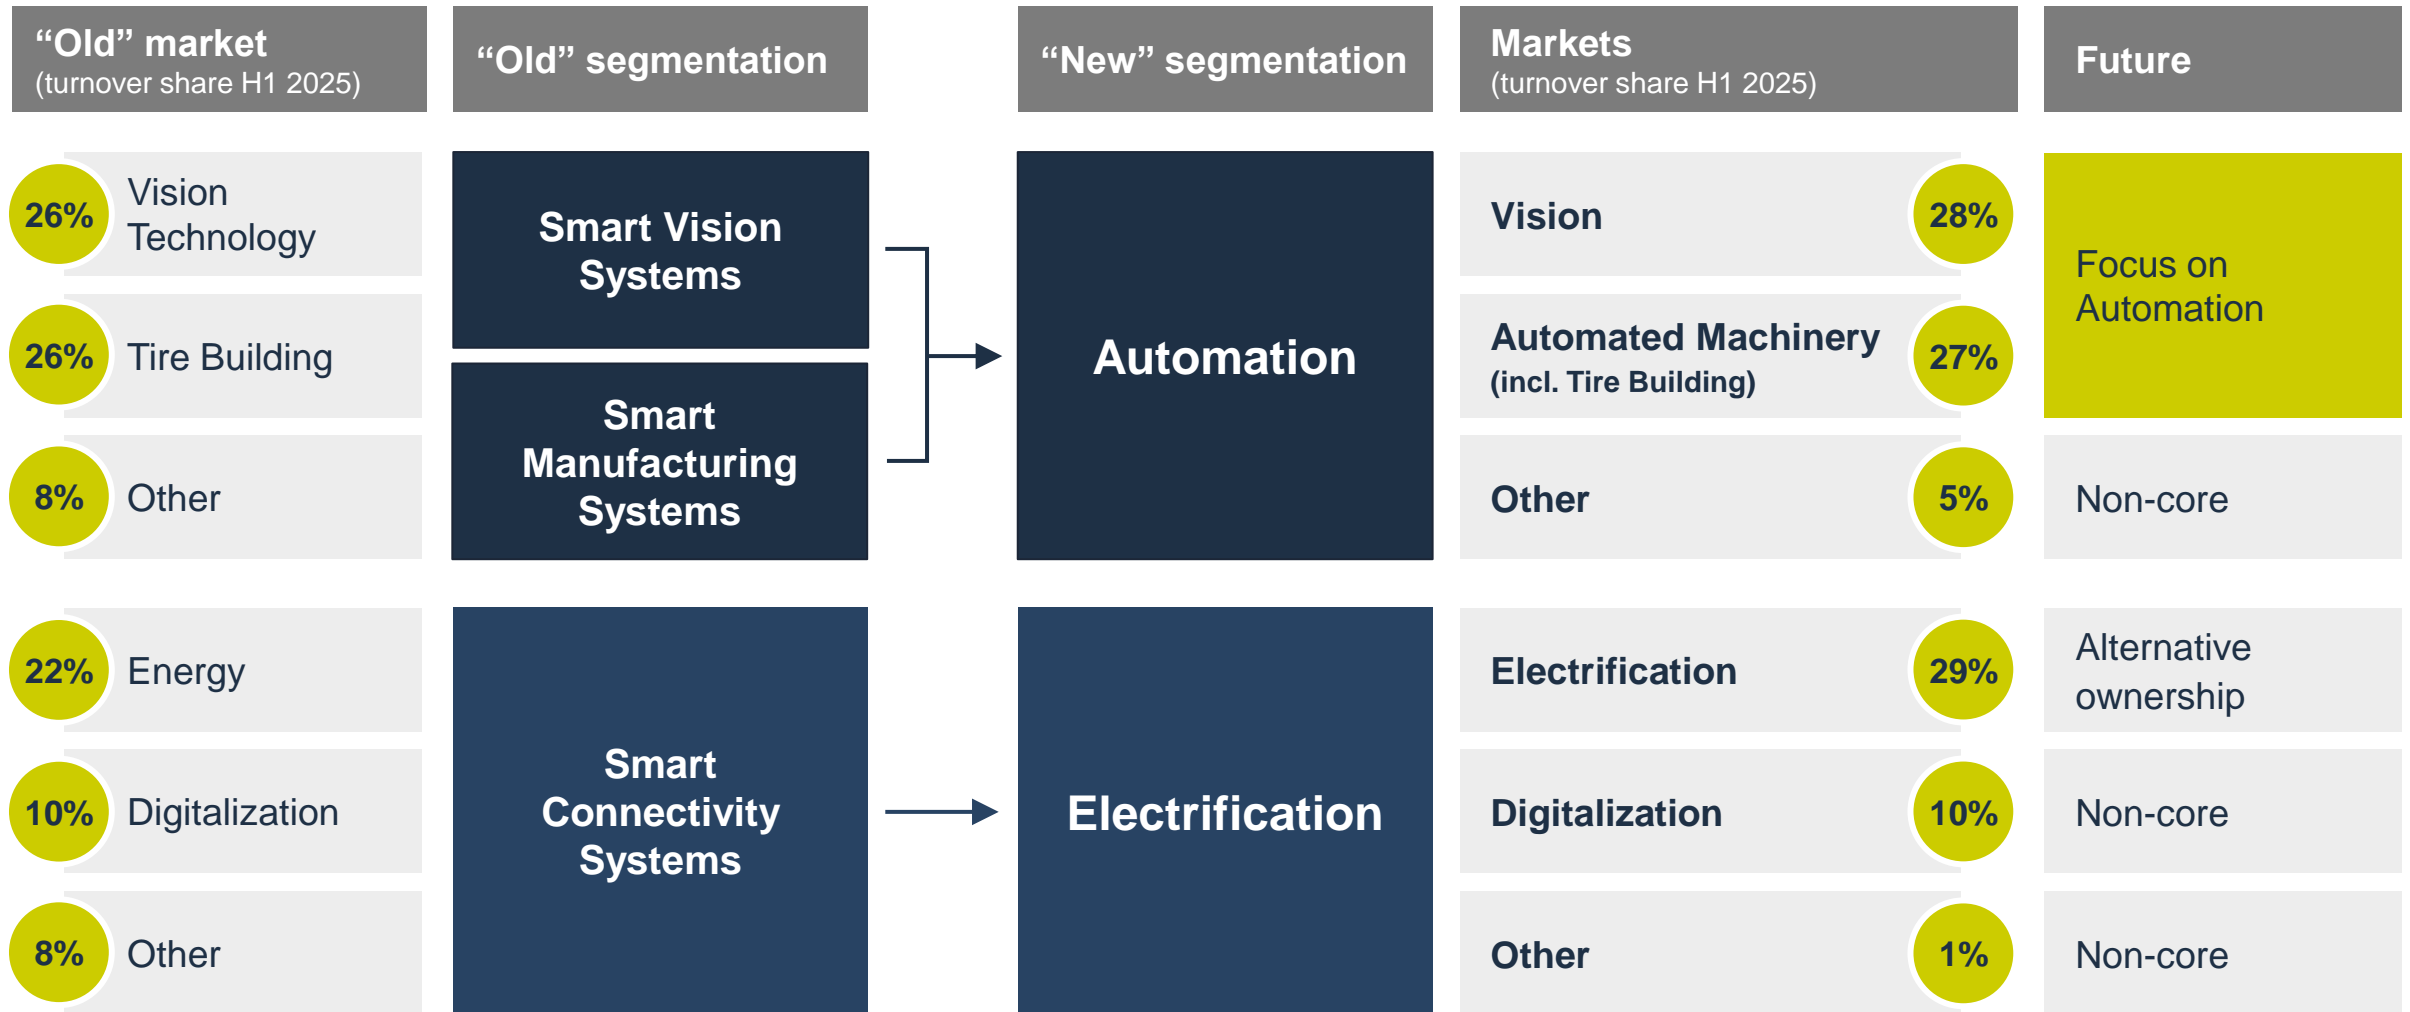 “Old” market
(turnover share H1 2025)
“Old” segmentation
“New” segmentation
Markets
(turnover share H1 2025)
Future
26%
Vision
Technology
26%
Tire Building
8%
Other
Smart Vision
Systems
Smart
Manufacturing
Systems
Automation
Vision
28%
Automated Machinery
(incl. Tire Building)
27%
Other
5%
Focus on
Automation
Non-core
22%
Energy
10%
Digitalization
8%
Other
Smart
Connectivity
Systems
Electrification
Electrification
29%
Digitalization
10%
Other
1%
Alternative
ownership
Non-core
Non-core